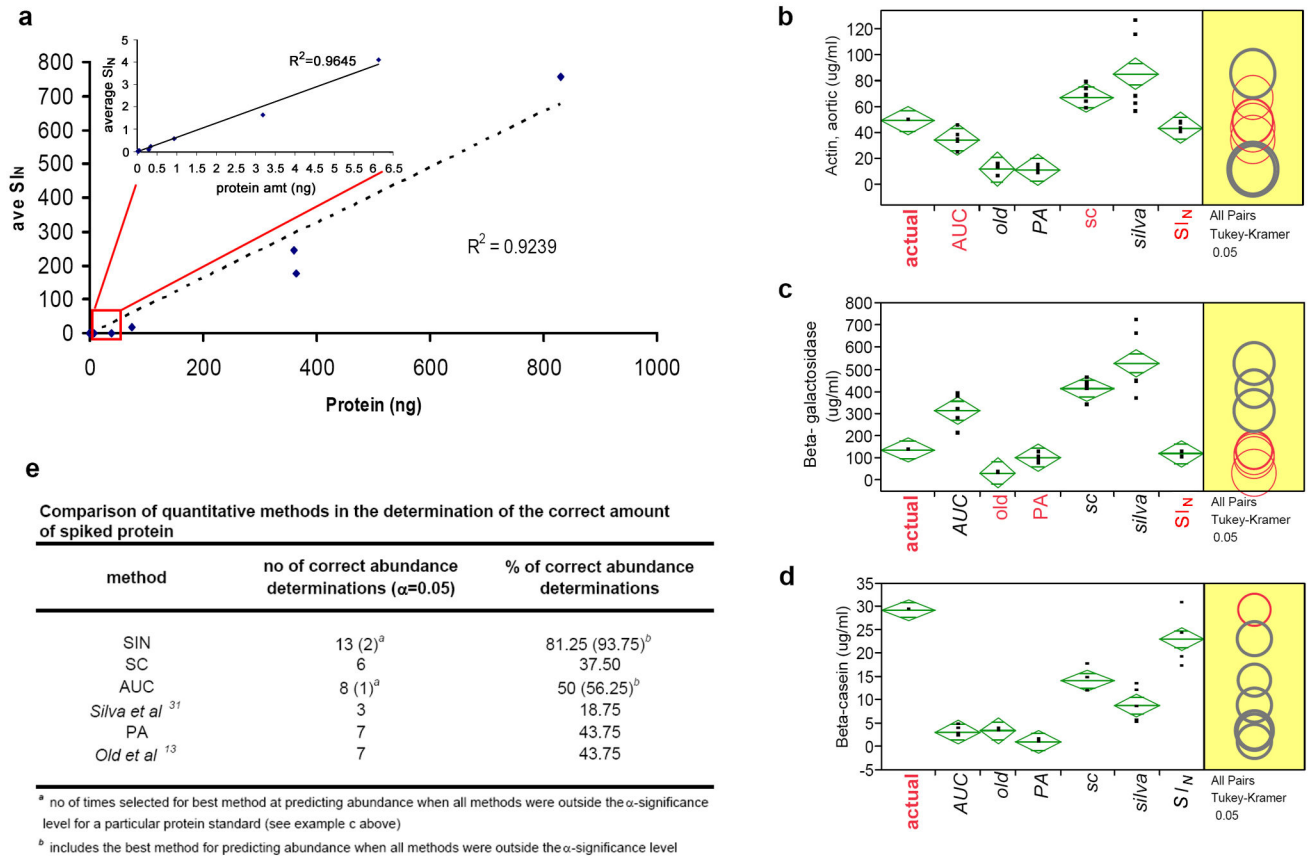 a
ave SIN
800
700
600
500
400
300
200
100
0
0 200 400 600 800 1000
Protein (ng)
R² = 0.9239
average SIN
5
4
3
2
1
0
0 0.5 1 1.5 2 2.5 3 3.5 4 4.5 5 5.5 6 6.5
protein amt (ng)
R²=0.9645
b
Actin, aortic (ug/ml)
120
100
80
60
40
20
0
actual AUC old PA sc silva SIN
All Pairs
Tukey-Kramer
0.05
c
Beta- galactosidase
(ug/ml)
800
700
600
500
400
300
200
100
0
actual AUC old PA sc silva SIN
All Pairs
Tukey-Kramer
0.05
d
Beta-casein (ug/ml)
35
30
25
20
15
10
5
0
-5
actual AUC old PA sc silva SIN
All Pairs
Tukey-Kramer
0.05
e
Comparison of quantitative methods in the determination of the correct amount
of spiked protein
method no of correct abundance determinations (α=0.05) % of correct abundance determinations
SIN 13 (2)ᵃ 81.25 (93.75)ᵇ
SC 6 37.50
AUC 8 (1)ᵃ 50 (56.25)ᵇ
Silva et al ³¹ 3 18.75
PA 7 43.75
Old et al ¹³ 7 43.75
ᵃ no of times selected for best method at predicting abundance when all methods were outside the α-significance
level for a particular protein standard (see example c above)
ᵇ includes the best method for predicting abundance when all methods were outside the α-significance level